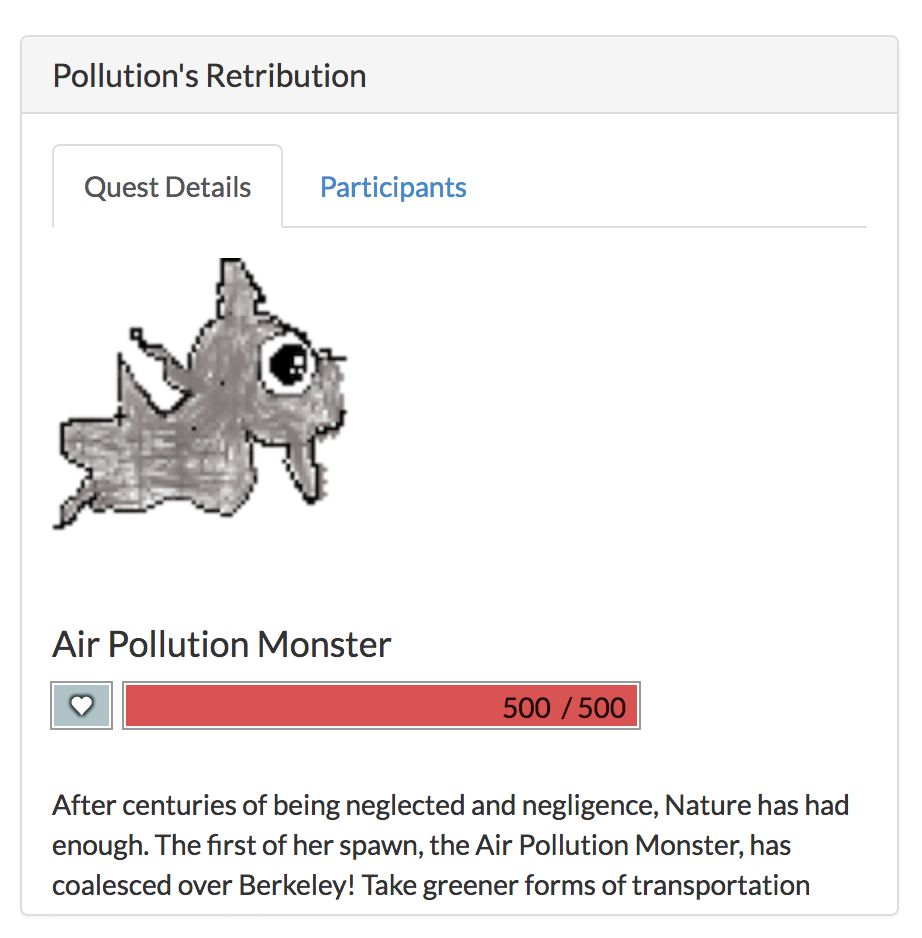 Pollution's Retribution
Quest Details
Participants
Air Pollution Monster
500 / 500
After centuries of being neglected and negligence, Nature has had
enough. The first of her spawn, the Air Pollution Monster, has
coalesced over Berkeley! Take greener forms of transportation